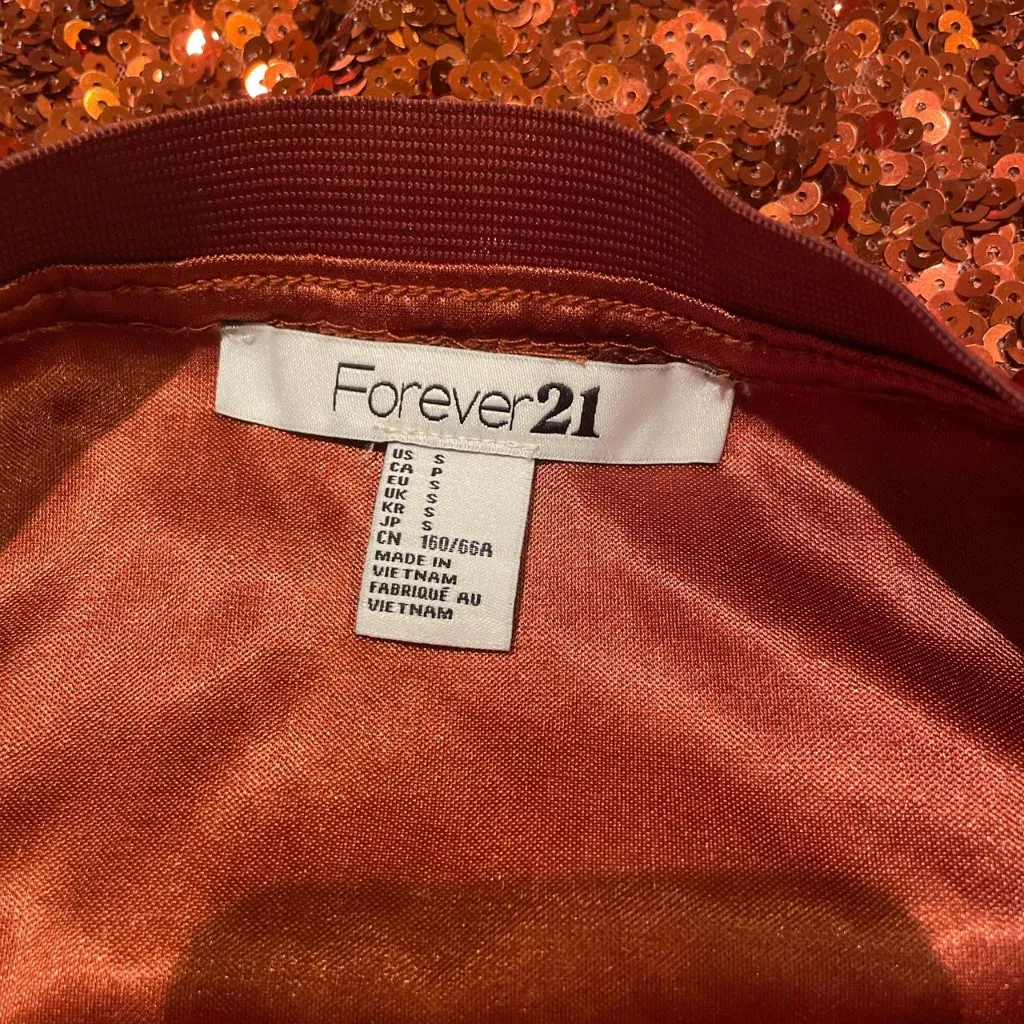 Forever21
US S
CA P
EU S
UK S
KR S
JP S
CN 160/66A
MADE IN
VIETNAM
FABRIQUÉ AU
VIETNAM